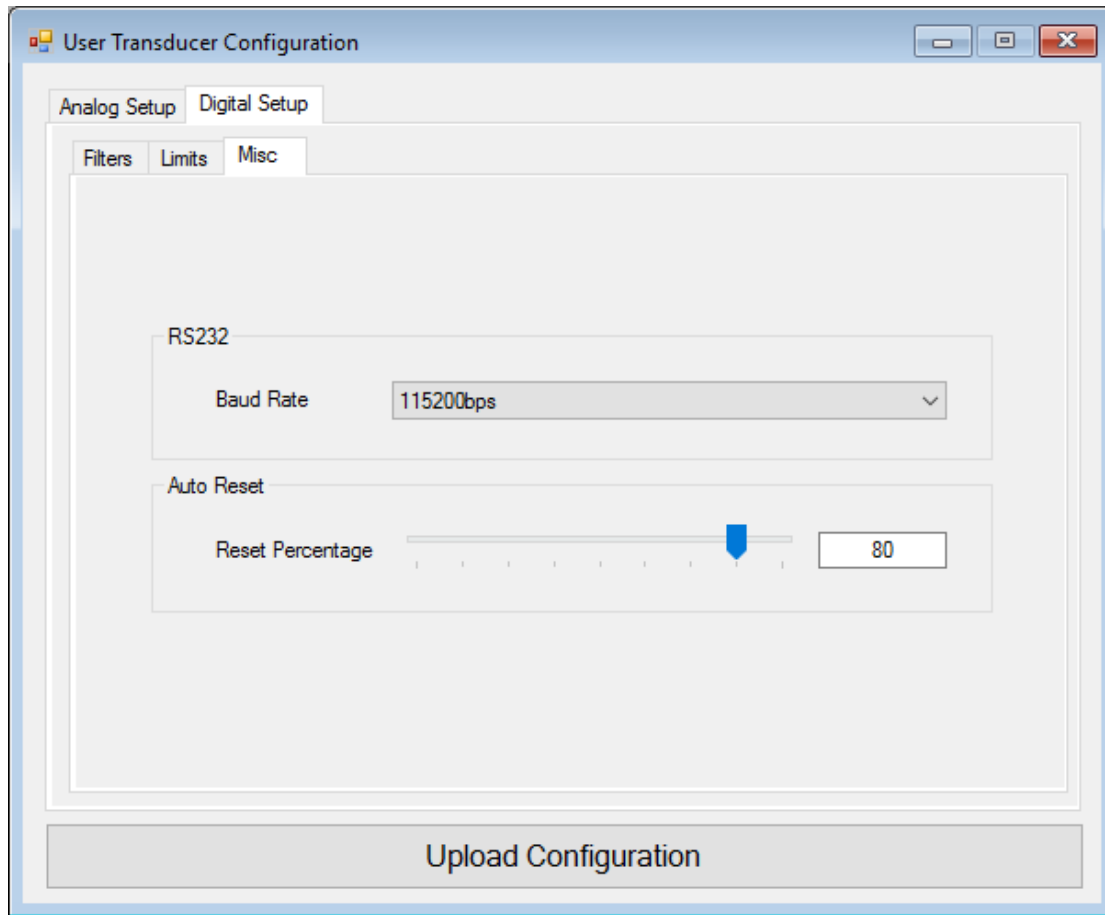 User Transducer Configuration
Analog Setup Digital Setup
Filters Limits Misc
RS232
Baud Rate 115200bps
Auto Reset
Reset Percentage 80
Upload Configuration